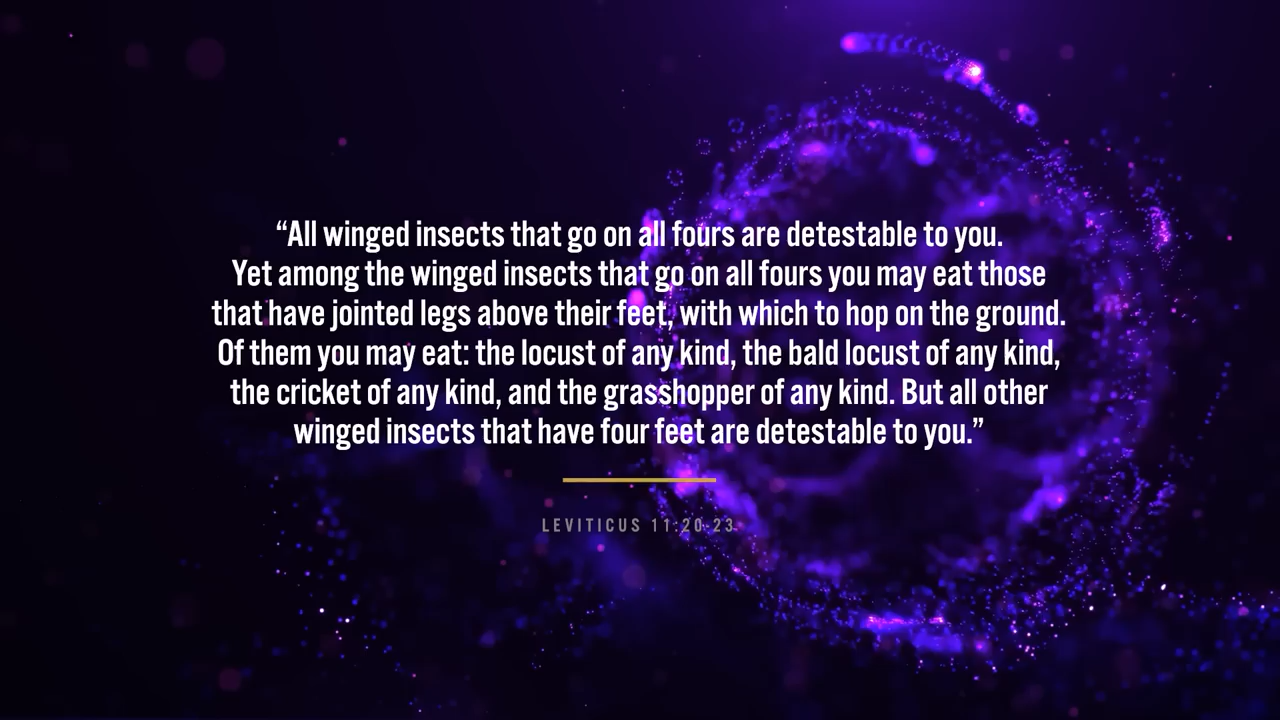 “All winged insects that go on all fours are detestable to you.
Yet among the winged insects that go on all fours you may eat those
that have jointed legs above their feet, with which to hop on the ground.
Of them you may eat: the locust of any kind, the bald locust of any kind,
the cricket of any kind, and the grasshopper of any kind. But all other
winged insects that have four feet are detestable to you.”
LEVITICUS 11:20-23